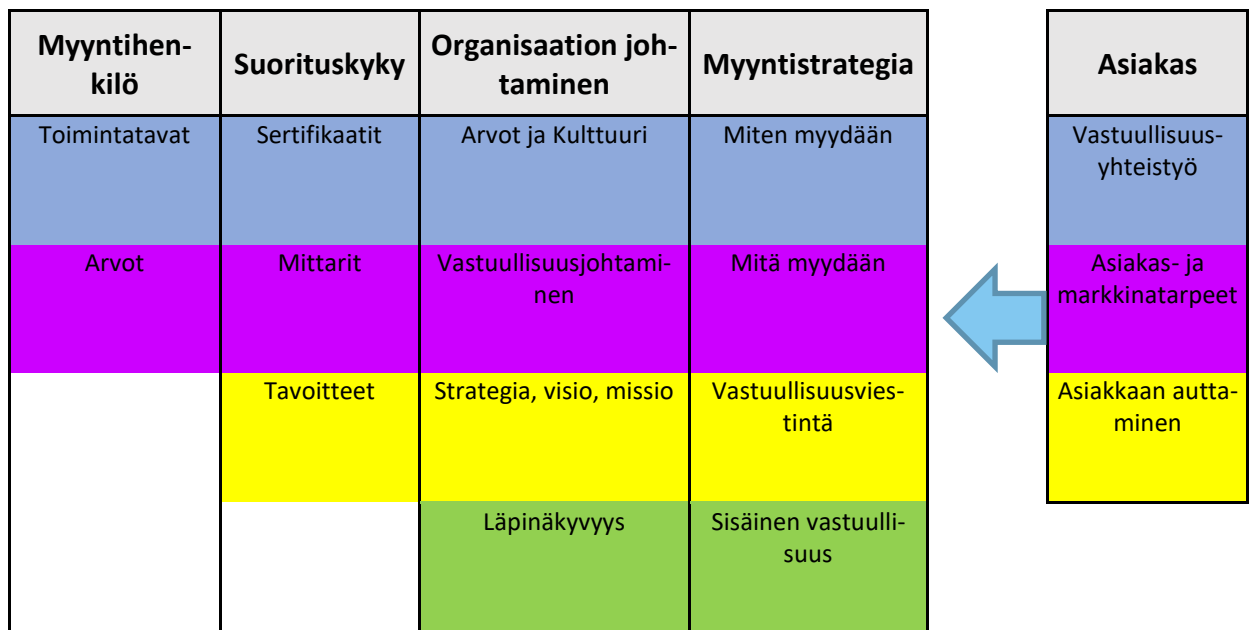 Myyntihen-
kilö
Suorituskyky
Organisaation joh-
taminen
Myyntistrategia
Asiakas
Toimintatavat
Sertifikaatit
Arvot ja Kulttuuri
Miten myydään
Vastuullisuus-
yhteistyö
Arvot
Mittarit
Vastuullisuusjohtami-
nen
Mitä myydään
Asiakas- ja
markkinatarpeet
Tavoitteet
Strategia, visio, missio
Vastuullisuusvies-
tintä
Asiakkaan autta-
minen
Läpinäkyvyys
Sisäinen vastuulli-
suus